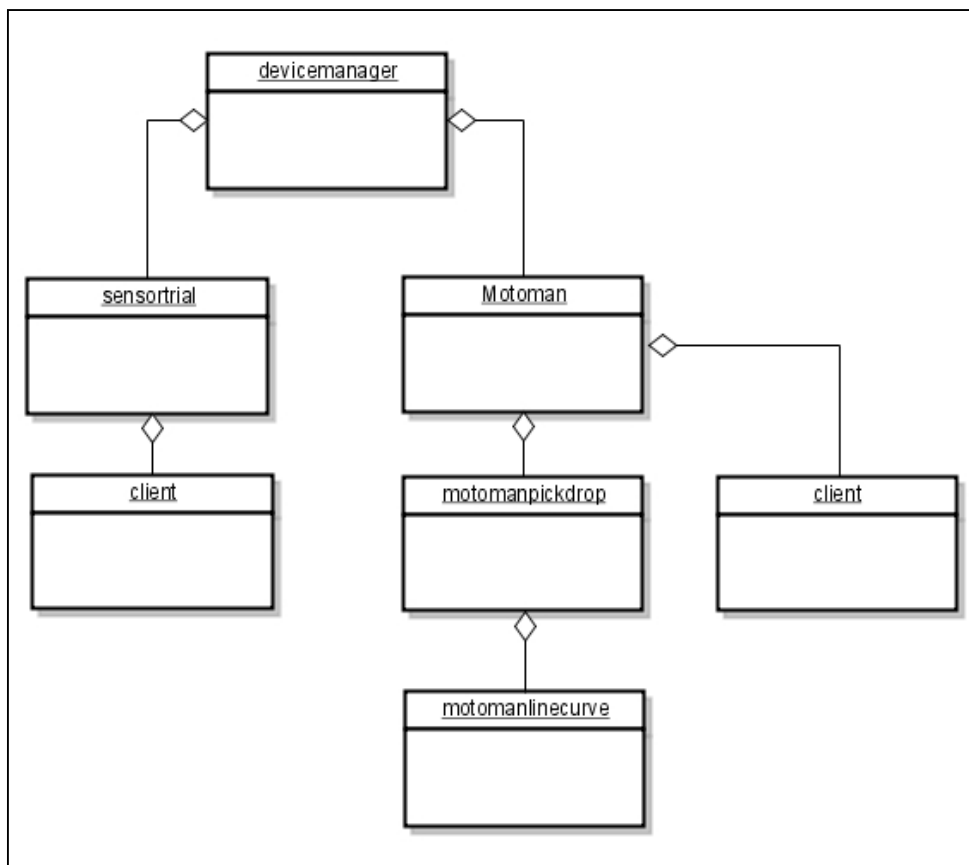 devicemanager
sensortrial
Motoman
client
motomanpickdrop
client
motomanlinecurve